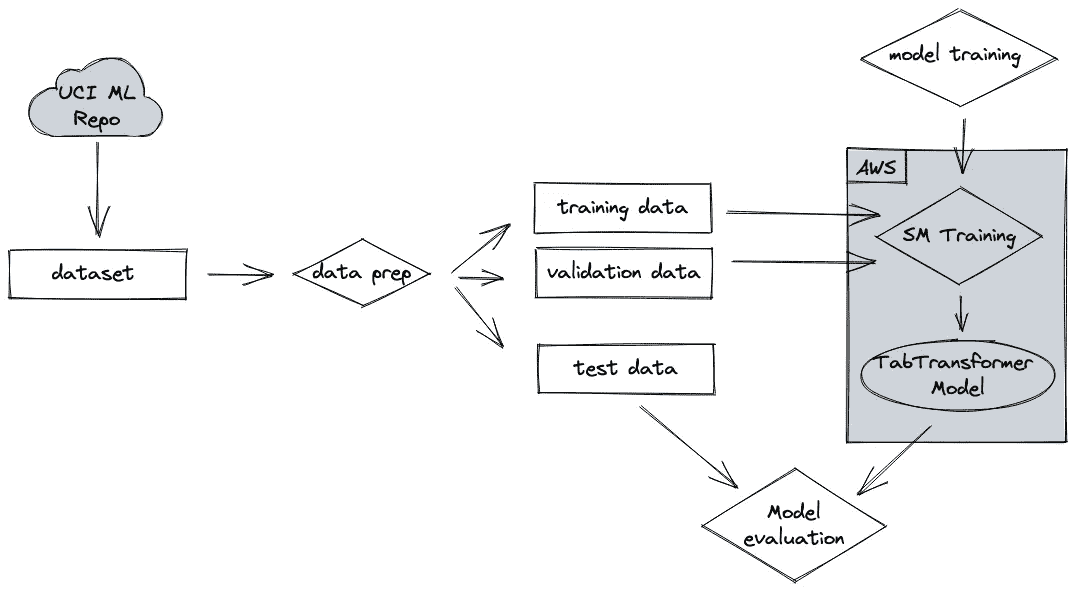 model training
UCI ML
Repo
AWS
training data
SM Training
dataset
data prep
validation data
test data
TabTransformer
Model
Model
evaluation